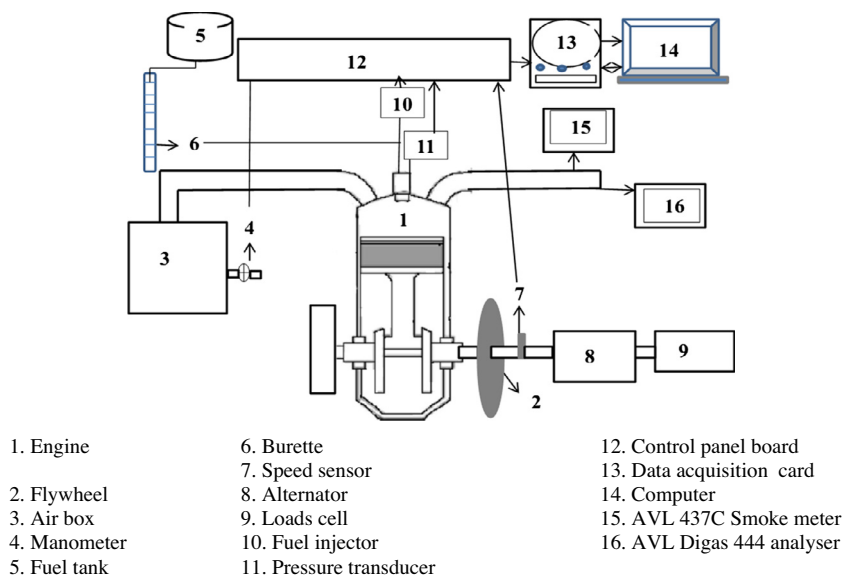 5
12
13
14
10
6
11
15
16
1
4
3
7
8
9
2
1. Engine
2. Flywheel
3. Air box
4. Manometer
5. Fuel tank
6. Burette
7. Speed sensor
8. Alternator
9. Loads cell
10. Fuel injector
11. Pressure transducer
12. Control panel board
13. Data acquisition card
14. Computer
15. AVL 437C Smoke meter
16. AVL Digas 444 analyser